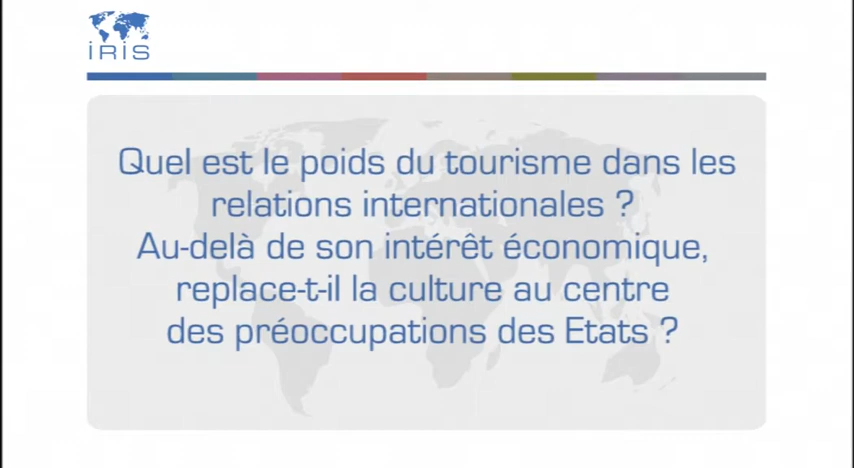 iRiS
Quel est le poids du tourisme dans les
relations internationales ?
Au-delà de son intérêt économique,
replace-t-il la culture au centre
des préoccupations des Etats ?